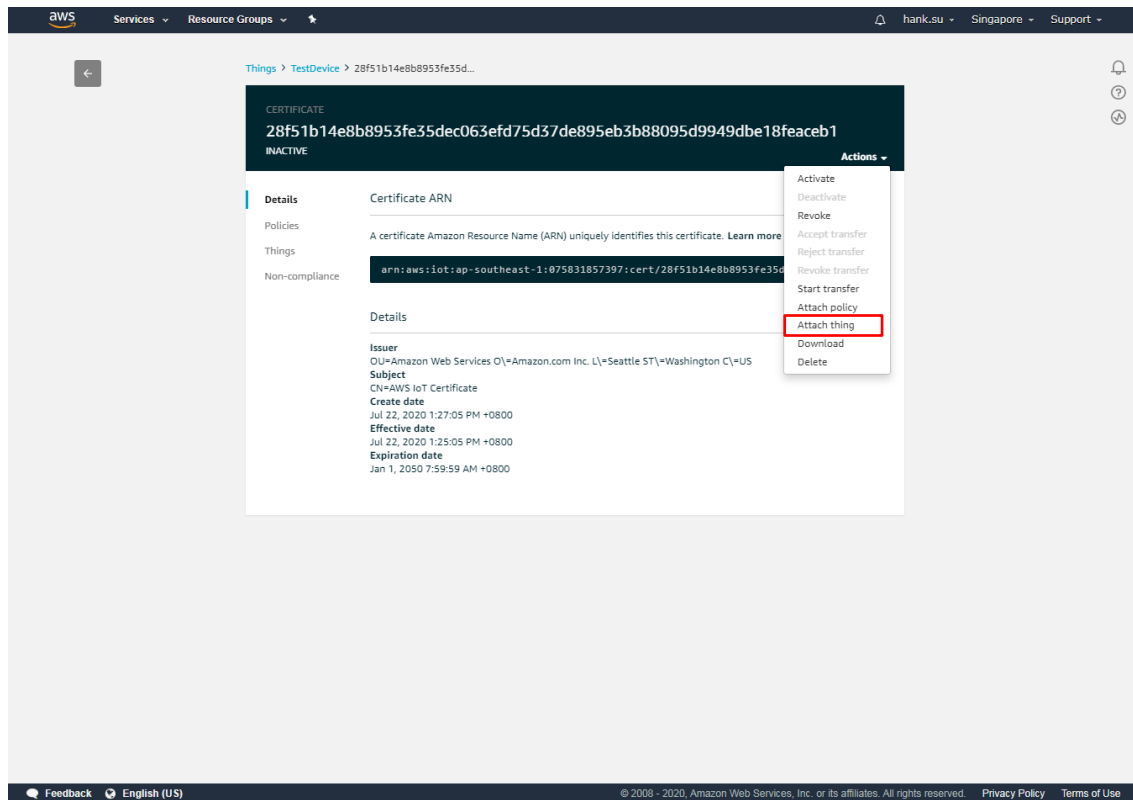 aws Services Resource Groups hank.su Singapore Support
Things > TestDevice > 28f51b14e8b8953fe35d...
CERTIFICATE
28f51b14e8b8953fe35dec063efd75d37de895eb3b88095d9949dbe18feaceb1
INACTIVE
Actions
Activate
Deactivate
Revoke
Accept transfer
Reject transfer
Revoke transfer
Start transfer
Attach policy
Attach thing
Download
Delete
Details
Policies
Things
Non-compliance
Certificate ARN
A certificate Amazon Resource Name (ARN) uniquely identifies this certificate. Learn more
arn:aws:iot:ap-southeast-1:075831857397:cert/28f51b14e8b8953fe35d
Details
Issuer
OU=Amazon Web Services O\=Amazon.com Inc. L\=Seattle ST\=Washington C\=US
Subject
CN=AWS IoT Certificate
Create date
Jul 22, 2020 1:27:05 PM +0800
Effective date
Jul 22, 2020 1:25:05 PM +0800
Expiration date
Jan 1, 2050 7:59:59 AM +0800
Feedback English (US) © 2008 - 2020, Amazon Web Services, Inc. or its affiliates. All rights reserved. Privacy Policy Terms of Use